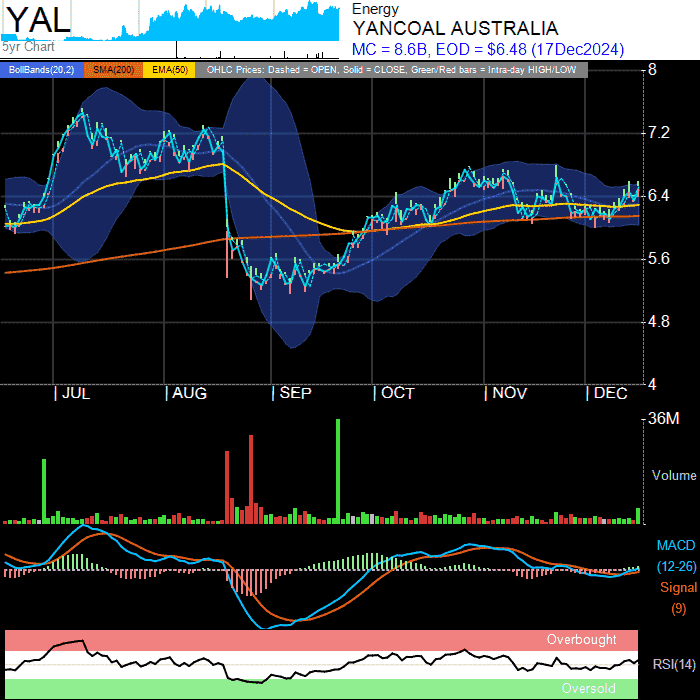 YAL
5yr Chart
Energy
YANCOAL AUSTRALIA
MC = 8.6B, EOD = $6.48 (17Dec2024)
BollBands(20,2) SMA(200) EMA(50) OHLC Prices: Dashed = OPEN, Solid = CLOSE, Green/Red bars = Intra-day HIGH/LOW
8
7.2
6.4
5.6
4.8
4
| JUL | AUG | SEP | OCT | NOV | DEC
36M
Volume
MACD
(12-26)
Signal
(9)
Overbought
RSI(14)
Oversold